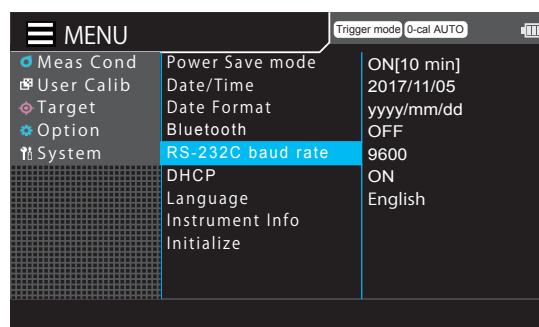 MENU
Trigger mode 0-cal AUTO
Meas Cond
User Calib
Target
Option
System
Power Save mode ON[10 min]
Date/Time 2017/11/05
Date Format yyyy/mm/dd
Bluetooth OFF
RS-232C baud rate 9600
DHCP ON
Language English
Instrument Info
Initialize